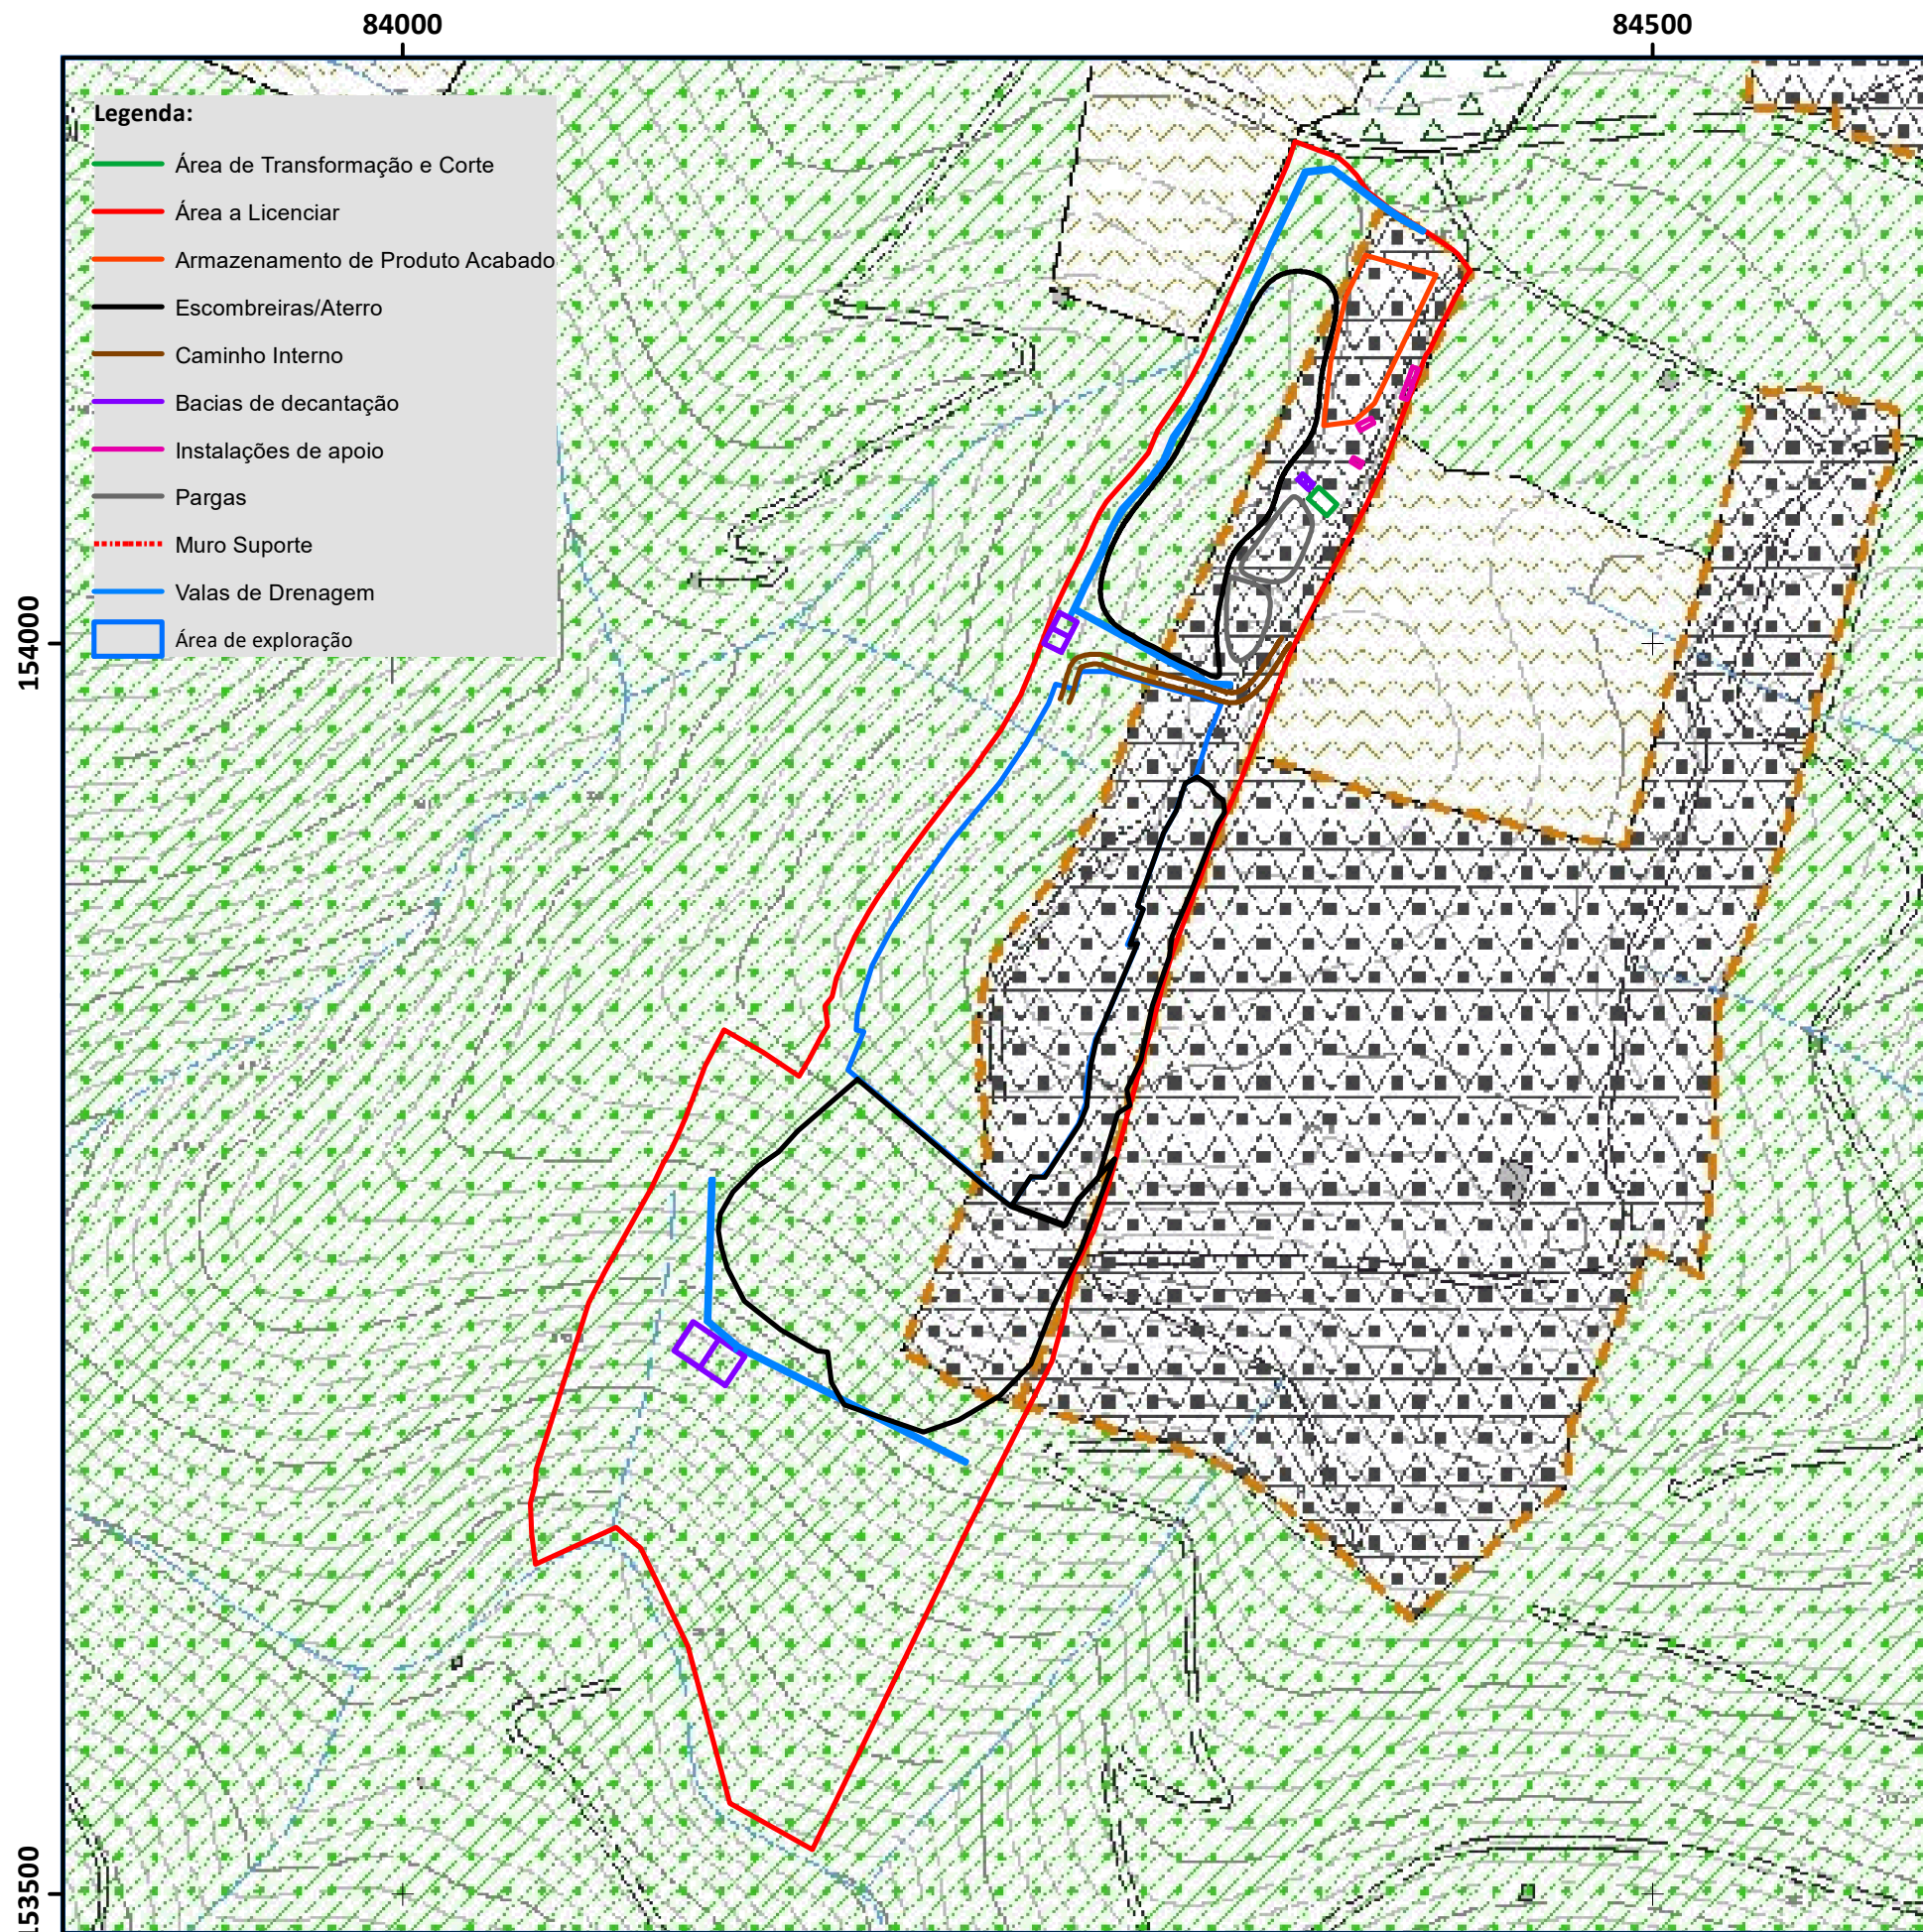 84000
84500
Legenda:
Área de Transformação e Corte
Área a Licenciar
Armazenamento de Produto Acabado
Escombreiras/Aterro
Caminho Interno
Bacias de decantação
Instalações de apoio
Pargas
Muro Suporte
Valas de Drenagem
Área de exploração
154000
153500